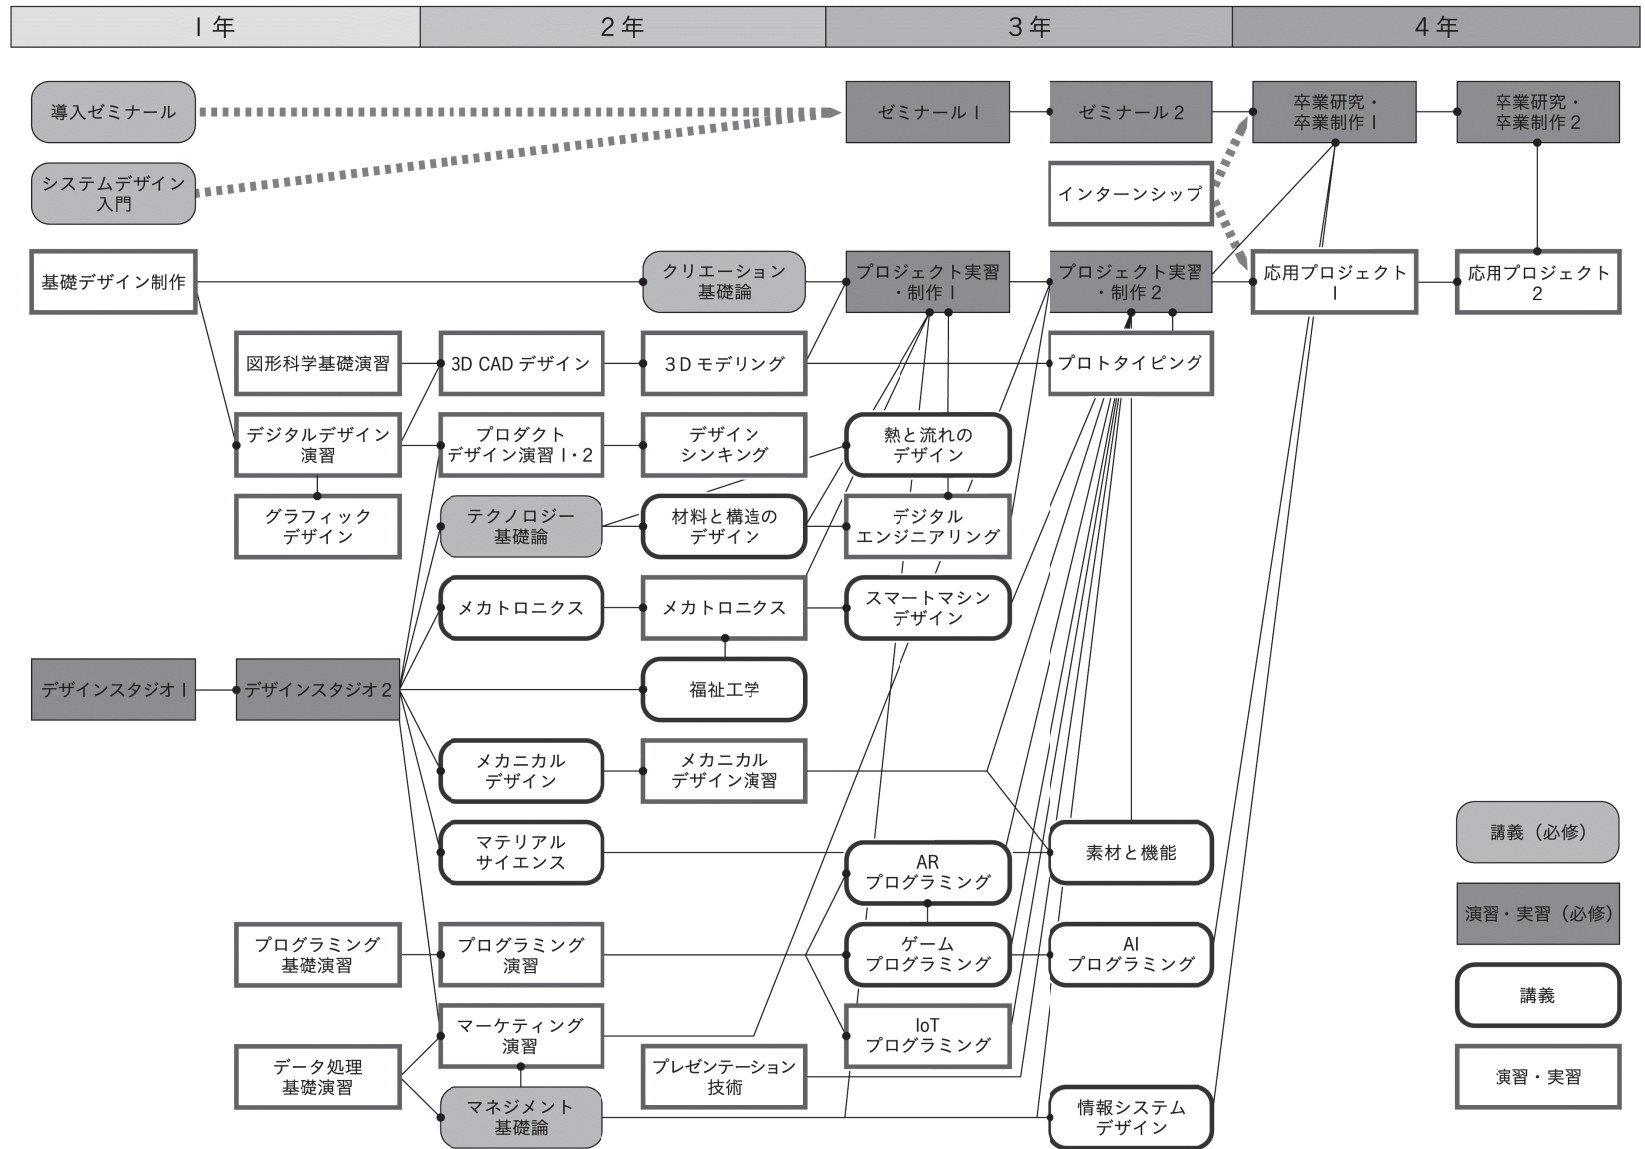 1年
2年
3年
4年
導入ゼミナール
ゼミナール1
ゼミナール2
卒業研究・
卒業制作1
卒業研究・
卒業制作2
システムデザイン
入門
インターンシップ
基礎デザイン制作
クリエーション
基礎論
プロジェクト実習
・制作1
プロジェクト実習
・制作2
応用プロジェクト
1
応用プロジェクト
2
図形科学基礎演習
3D CAD デザイン
3Dモデリング
プロトタイピング
デジタルデザイン
演習
プロダクト
デザイン演習1・2
デザイン
シンキング
熱と流れの
デザイン
グラフィック
デザイン
テクノロジー
基礎論
材料と構造の
デザイン
デジタル
エンジニアリング
メカトロニクス
メカトロニクス
スマートマシン
デザイン
デザインスタジオ1
デザインスタジオ2
福祉工学
メカニカル
デザイン
メカニカル
デザイン演習
マテリアル
サイエンス
AR
プログラミング
素材と機能
講義（必修）
プログラミング
基礎演習
プログラミング
演習
ゲーム
プログラミング
AI
プログラミング
演習・実習（必修）
マーケティング
演習
IoT
プログラミング
講義
データ処理
基礎演習
プレゼンテーション
技術
マネジメント
基礎論
情報システム
デザイン
演習・実習